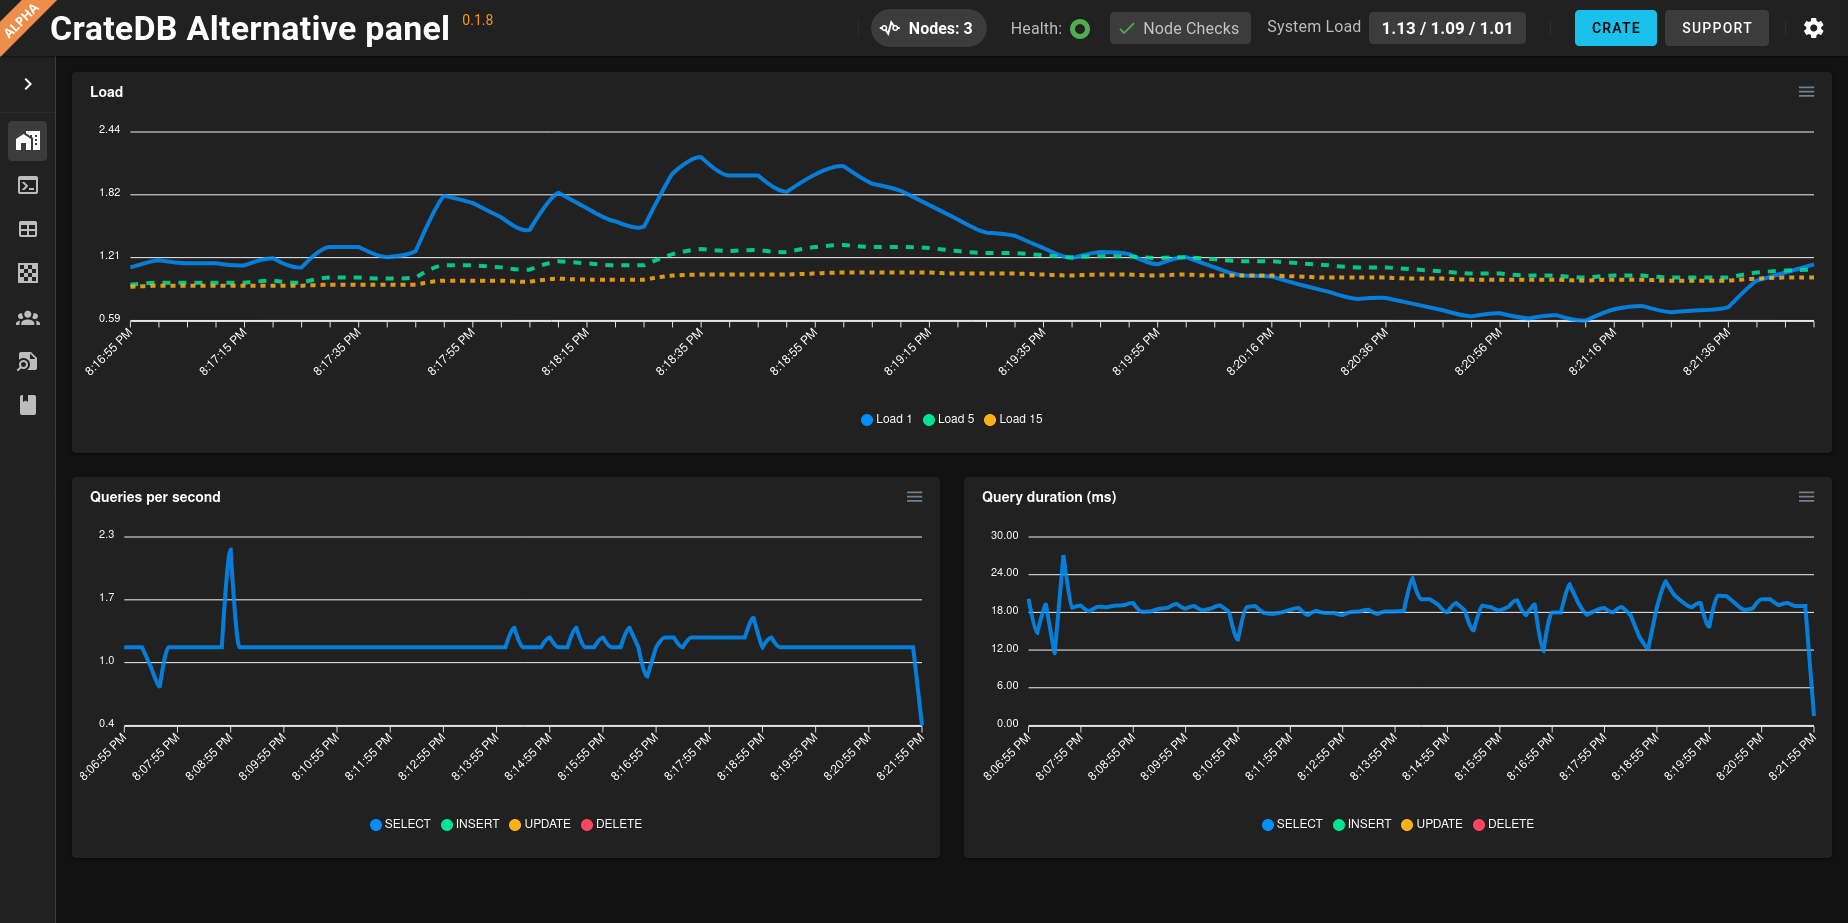 ALPHA
CrateDB Alternative panel 0.1.8
Nodes: 3
Health:
Node Checks
System Load 1.13 / 1.09 / 1.01
CRATE
SUPPORT
Load
2.44
1.82
1.21
0.59
8:16:55 PM 8:17:15 PM 8:17:35 PM 8:17:55 PM 8:18:15 PM 8:18:35 PM 8:18:55 PM 8:19:15 PM 8:19:35 PM 8:19:55 PM 8:20:16 PM 8:20:36 PM 8:20:56 PM 8:21:16 PM 8:21:36 PM
Load 1 Load 5 Load 15
Queries per second
2.3
1.7
1.0
0.4
8:06:55 PM 8:07:55 PM 8:08:55 PM 8:09:55 PM 8:10:55 PM 8:11:55 PM 8:12:55 PM 8:13:55 PM 8:14:55 PM 8:15:55 PM 8:16:55 PM 8:17:55 PM 8:18:55 PM 8:19:55 PM 8:20:55 PM 8:21:55 PM
SELECT INSERT UPDATE DELETE
Query duration (ms)
30.00
24.00
18.00
12.00
6.00
0.00
8:06:55 PM 8:07:55 PM 8:08:55 PM 8:09:55 PM 8:10:55 PM 8:11:55 PM 8:12:55 PM 8:13:55 PM 8:14:55 PM 8:15:55 PM 8:16:55 PM 8:17:55 PM 8:18:55 PM 8:19:55 PM 8:20:55 PM 8:21:55 PM
SELECT INSERT UPDATE DELETE